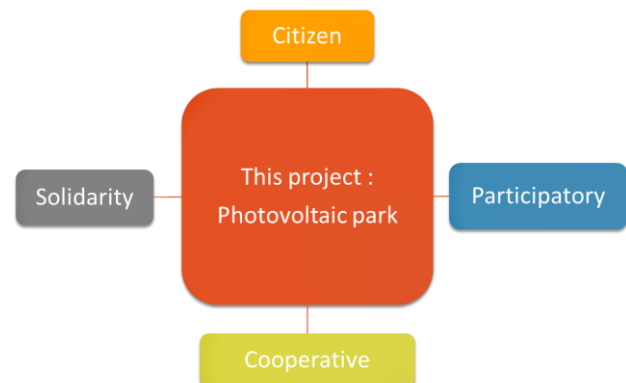 Citizen
Solidarity
This project :
Photovoltaic park
Participatory
Cooperative